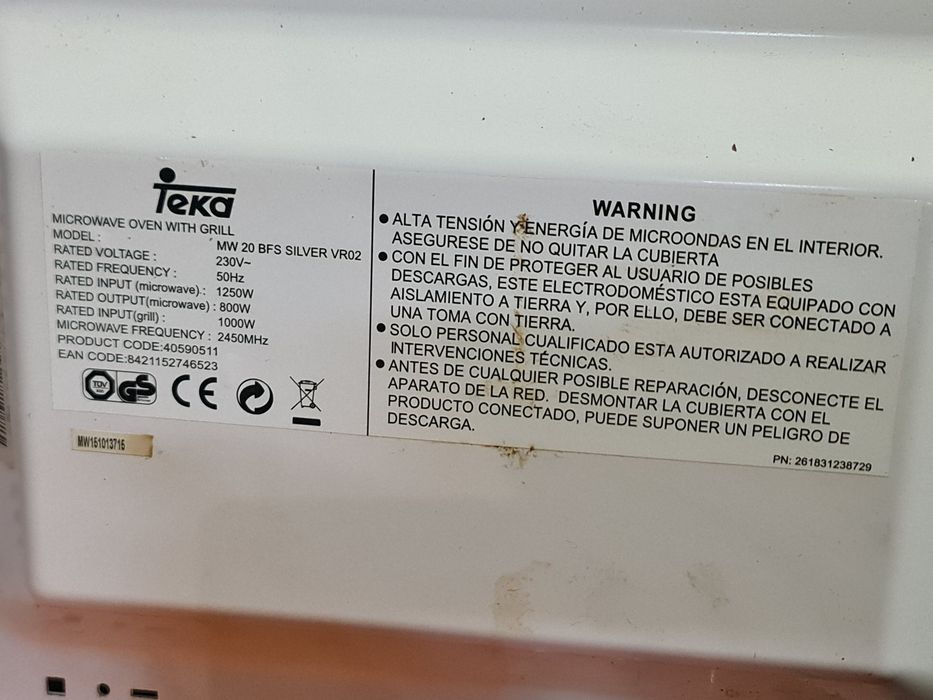 Teka
MICROWAVE OVEN WITH GRILL
MODEL : MW 20 BFS SILVER VR02
RATED VOLTAGE : 230V~
RATED FREQUENCY : 50Hz
RATED INPUT (microwave) : 1250W
RATED OUTPUT(microwave) : 800W
RATED INPUT(grill) : 1000W
MICROWAVE FREQUENCY : 2450MHz
PRODUCT CODE:40590511
EAN CODE:8421152746523
TÜV GS CE
MW161013716
WARNING
● ALTA TENSIÓN Y ENERGÍA DE MICROONDAS EN EL INTERIOR.
ASEGURESE DE NO QUITAR LA CUBIERTA
● CON EL FIN DE PROTEGER AL USUARIO DE POSIBLES
DESCARGAS, ESTE ELECTRODOMÉSTICO ESTA EQUIPADO CON
AISLAMIENTO A TIERRA Y, POR ELLO, DEBE SER CONECTADO A
UNA TOMA CON TIERRA.
● SOLO PERSONAL CUALIFICADO ESTA AUTORIZADO A REALIZAR
INTERVENCIONES TÉCNICAS.
● ANTES DE CUALQUIER POSIBLE REPARACIÓN, DESCONECTE EL
APARATO DE LA RED. DESMONTAR LA CUBIERTA CON EL
PRODUCTO CONECTADO, PUEDE SUPONER UN PELIGRO DE
DESCARGA.
PN: 261831238729